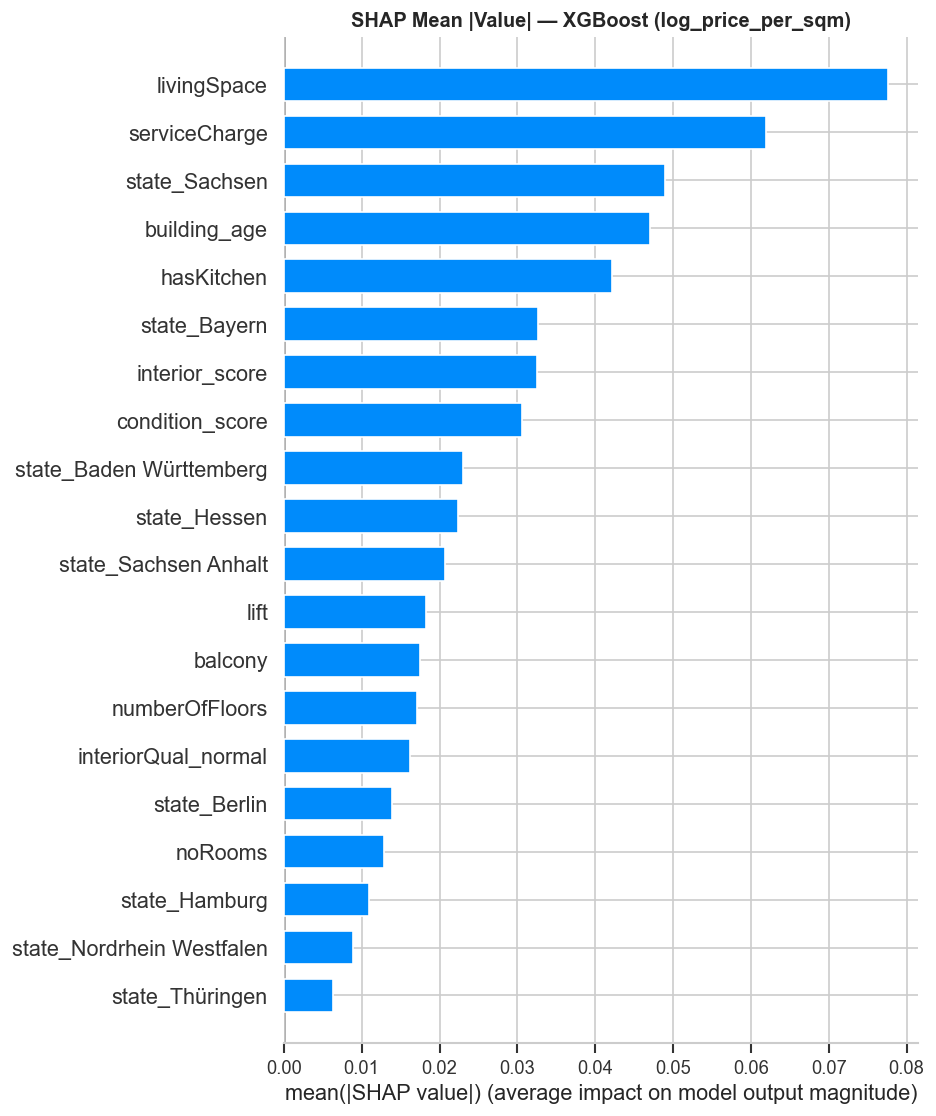 SHAP Mean |Value| — XGBoost (log_price_per_sqm)
livingSpace
serviceCharge
state_Sachsen
building_age
hasKitchen
state_Bayern
interior_score
condition_score
state_Baden Württemberg
state_Hessen
state_Sachsen Anhalt
lift
balcony
numberOfFloors
interiorQual_normal
state_Berlin
noRooms
state_Hamburg
state_Nordrhein Westfalen
state_Thüringen
0.00 0.01 0.02 0.03 0.04 0.05 0.06 0.07 0.08
mean(|SHAP value|) (average impact on model output magnitude)